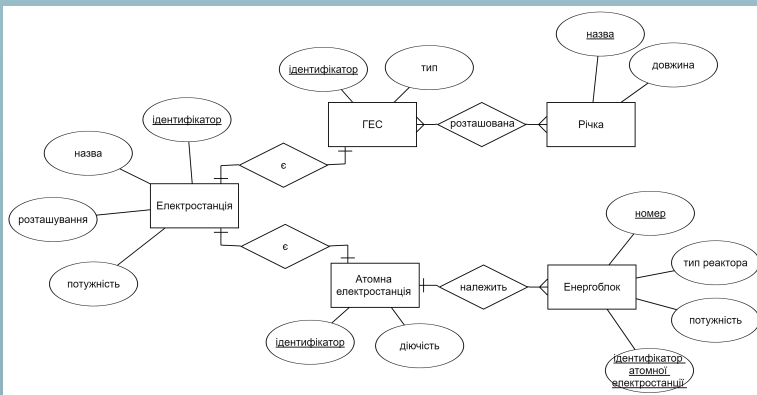 назва
довжина
ідентифікатор
тип
ГЕС
розташована
Річка
ідентифікатор
назва
є
Електростанція
розташування
є
потужність
номер
тип реактора
Атомна
електростанція
належить
Енергоблок
потужність
ідентифікатор
діючість
ідентифікатор
атомної
електростанції